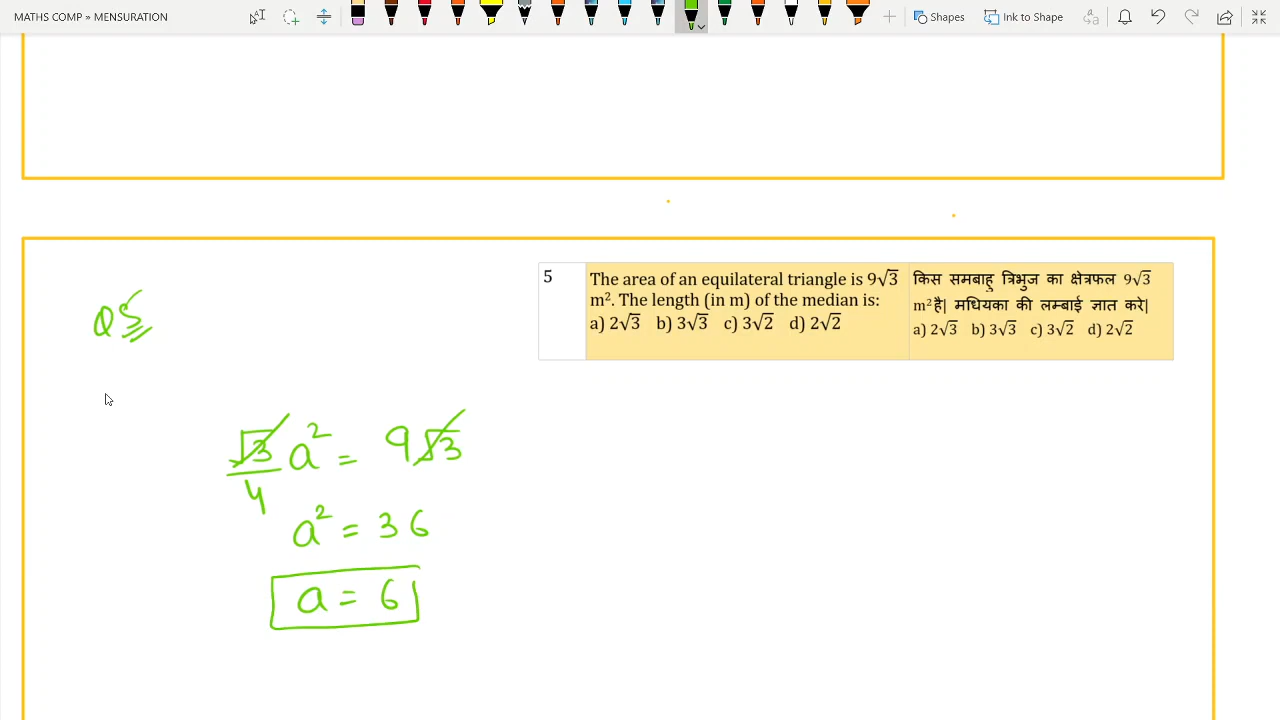 MATHS COMP » MENSURATION
Shapes
Ink to Shape
Q5
5
The area of an equilateral triangle is 9√3
m². The length (in m) of the median is:
a) 2√3 b) 3√3 c) 3√2 d) 2√2
किस समबाहु त्रिभुज का क्षेत्रफल 9√3
m² है| मधियका की लम्बाई ज्ञात करे|
a) 2√3 b) 3√3 c) 3√2 d) 2√2
√3/4 a² = 9√3
a² = 36
a = 6